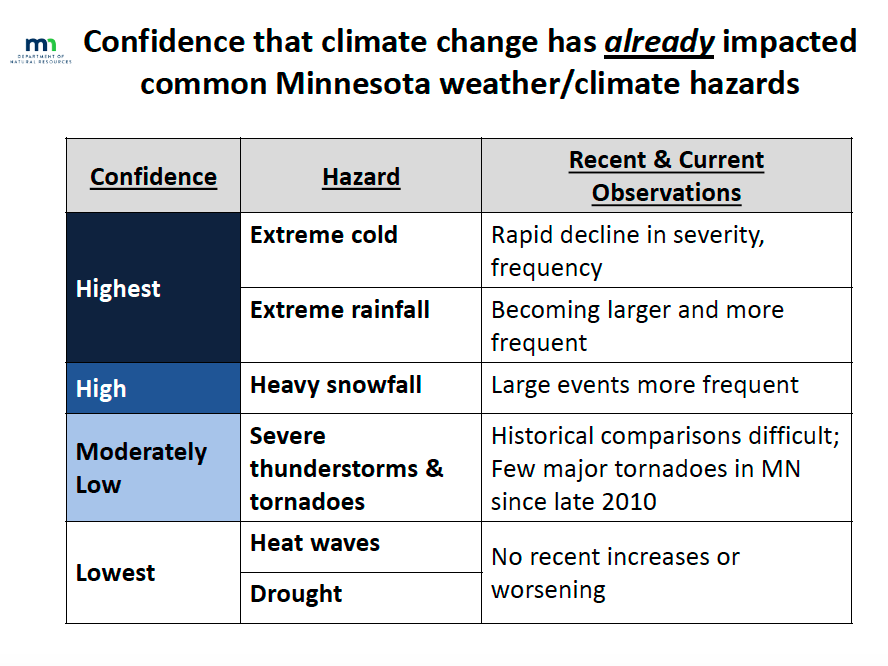 mn
DEPARTMENT OF
NATURAL RESOURCES
Confidence that climate change has already impacted
common Minnesota weather/climate hazards
Confidence
Hazard
Recent & Current
Observations
Highest
Extreme cold
Rapid decline in severity,
frequency
Extreme rainfall
Becoming larger and more
frequent
High
Heavy snowfall
Large events more frequent
Moderately
Low
Severe
thunderstorms &
tornadoes
Historical comparisons difficult;
Few major tornadoes in MN
since late 2010
Lowest
Heat waves
Drought
No recent increases or
worsening